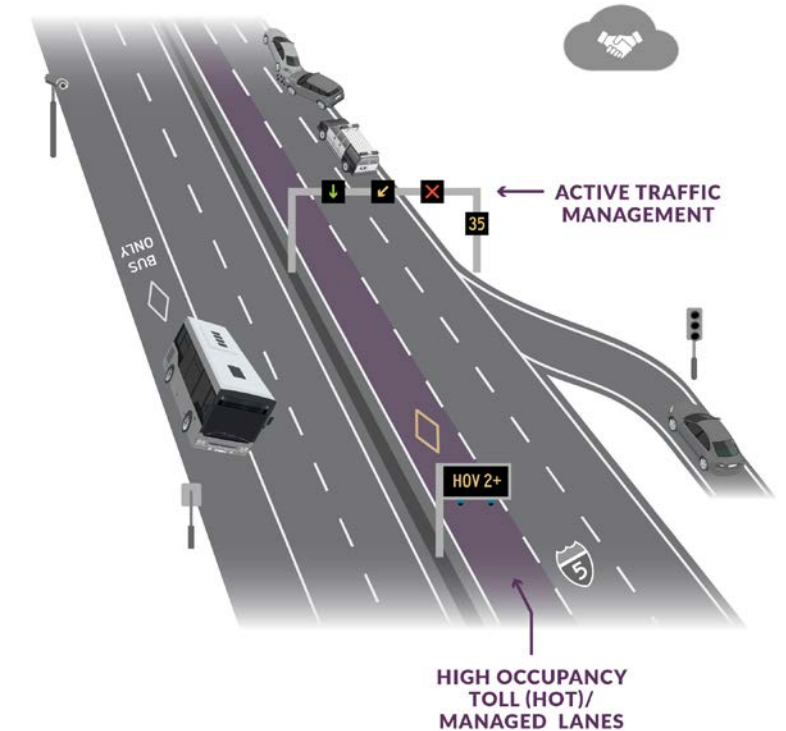 ACTIVE TRAFFIC
MANAGEMENT
35
BUS
ONLY
HOV 2+
5
HIGH OCCUPANCY
TOLL (HOT)/
MANAGED LANES